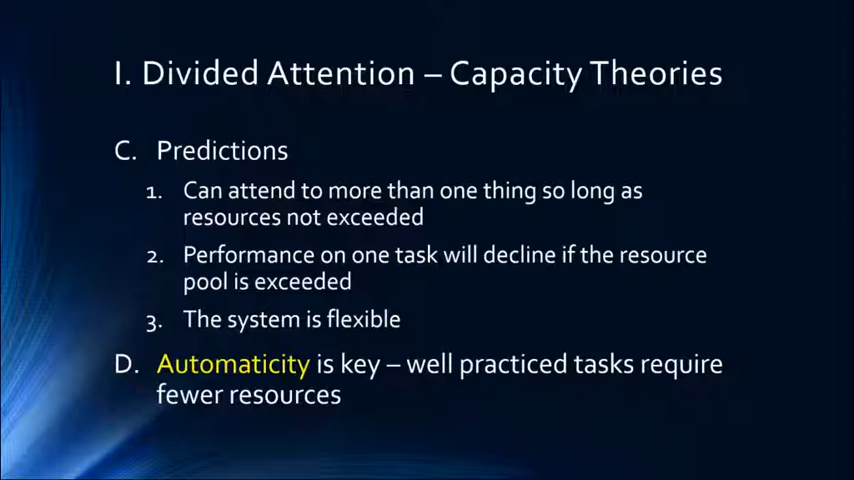 I. Divided Attention – Capacity Theories
C. Predictions
1. Can attend to more than one thing so long as
resources not exceeded
2. Performance on one task will decline if the resource
pool is exceeded
3. The system is flexible
D. Automaticity is key – well practiced tasks require
fewer resources